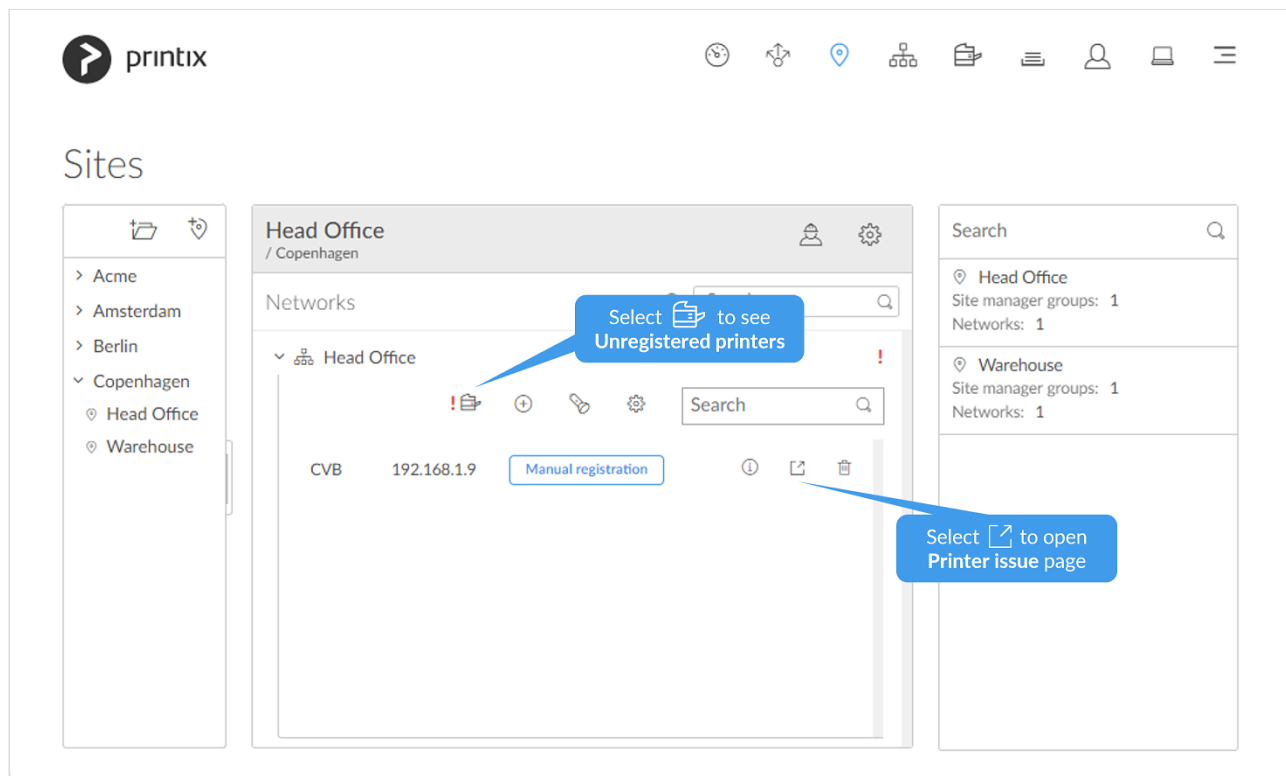 printix
Sites
Acme
Amsterdam
Berlin
Copenhagen
Head Office
Warehouse
Head Office
/ Copenhagen
Networks
Select to see
Unregistered printers
Head Office !
!
Search
CVB 192.168.1.9 Manual registration
Select to open
Printer issue page
Search
Head Office
Site manager groups: 1
Networks: 1
Warehouse
Site manager groups: 1
Networks: 1